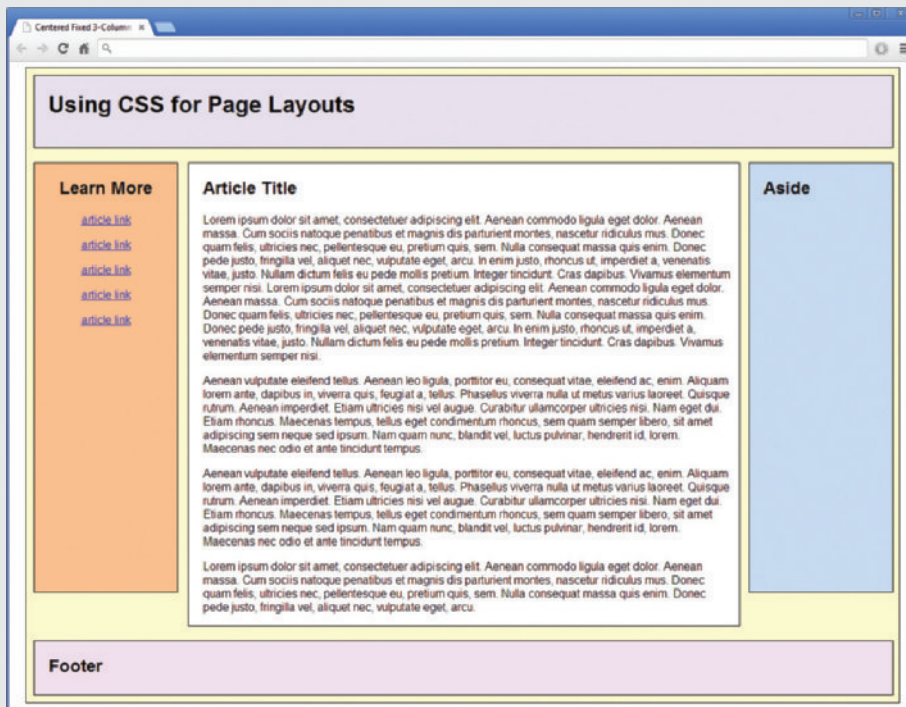 Centered Fixed 3-Column
Using CSS for Page Layouts
Learn More
article link
article link
article link
article link
article link
Article Title
Lorem ipsum dolor sit amet, consectetuer adipiscing elit. Aenean commodo ligula eget dolor. Aenean
massa. Cum sociis natoque penatibus et magnis dis parturient montes, nascetur ridiculus mus. Donec
quam felis, ultricies nec, pellentesque eu, pretium quis, sem. Nulla consequat massa quis enim. Donec
pede justo, fringilla vel, aliquet nec, vulputate eget, arcu. In enim justo, rhoncus ut, imperdiet a, venenatis
vitae, justo. Nullam dictum felis eu pede mollis pretium. Integer tincidunt. Cras dapibus. Vivamus elementum
semper nisi. Lorem ipsum dolor sit amet, consectetuer adipiscing elit. Aenean commodo ligula eget dolor.
Aenean massa. Cum sociis natoque penatibus et magnis dis parturient montes, nascetur ridiculus mus.
Donec quam felis, ultricies nec, pellentesque eu, pretium quis, sem. Nulla consequat massa quis enim.
Donec pede justo, fringilla vel, aliquet nec, vulputate eget, arcu. In enim justo, rhoncus ut, imperdiet a,
venenatis vitae, justo. Nullam dictum felis eu pede mollis pretium. Integer tincidunt. Cras dapibus. Vivamus
elementum semper nisi.
Aenean vulputate eleifend tellus. Aenean leo ligula, porttitor eu, consequat vitae, eleifend ac, enim. Aliquam
lorem ante, dapibus in, viverra quis, feugiat a, tellus. Phasellus viverra nulla ut metus varius laoreet. Quisque
rutrum. Aenean imperdiet. Etiam ultricies nisi vel augue. Curabitur ullamcorper ultricies nisi. Nam eget dui.
Etiam rhoncus. Maecenas tempus, tellus eget condimentum rhoncus, sem quam semper libero, sit amet
adipiscing sem neque sed ipsum. Nam quam nunc, blandit vel, luctus pulvinar, hendrerit id, lorem.
Maecenas nec odio et ante tincidunt tempus.
Aenean vulputate eleifend tellus. Aenean leo ligula, porttitor eu, consequat vitae, eleifend ac, enim. Aliquam
lorem ante, dapibus in, viverra quis, feugiat a, tellus. Phasellus viverra nulla ut metus varius laoreet. Quisque
rutrum. Aenean imperdiet. Etiam ultricies nisi vel augue. Curabitur ullamcorper ultricies nisi. Nam eget dui.
Etiam rhoncus. Maecenas tempus, tellus eget condimentum rhoncus, sem quam semper libero, sit amet
adipiscing sem neque sed ipsum. Nam quam nunc, blandit vel, luctus pulvinar, hendrerit id, lorem.
Maecenas nec odio et ante tincidunt tempus.
Lorem ipsum dolor sit amet, consectetuer adipiscing elit. Aenean commodo ligula eget dolor. Aenean
massa. Cum sociis natoque penatibus et magnis dis parturient montes, nascetur ridiculus mus. Donec
quam felis, ultricies nec, pellentesque eu, pretium quis, sem. Nulla consequat massa quis enim. Donec
pede justo, fringilla vel, aliquet nec, vulputate eget, arcu.
Aside
Footer